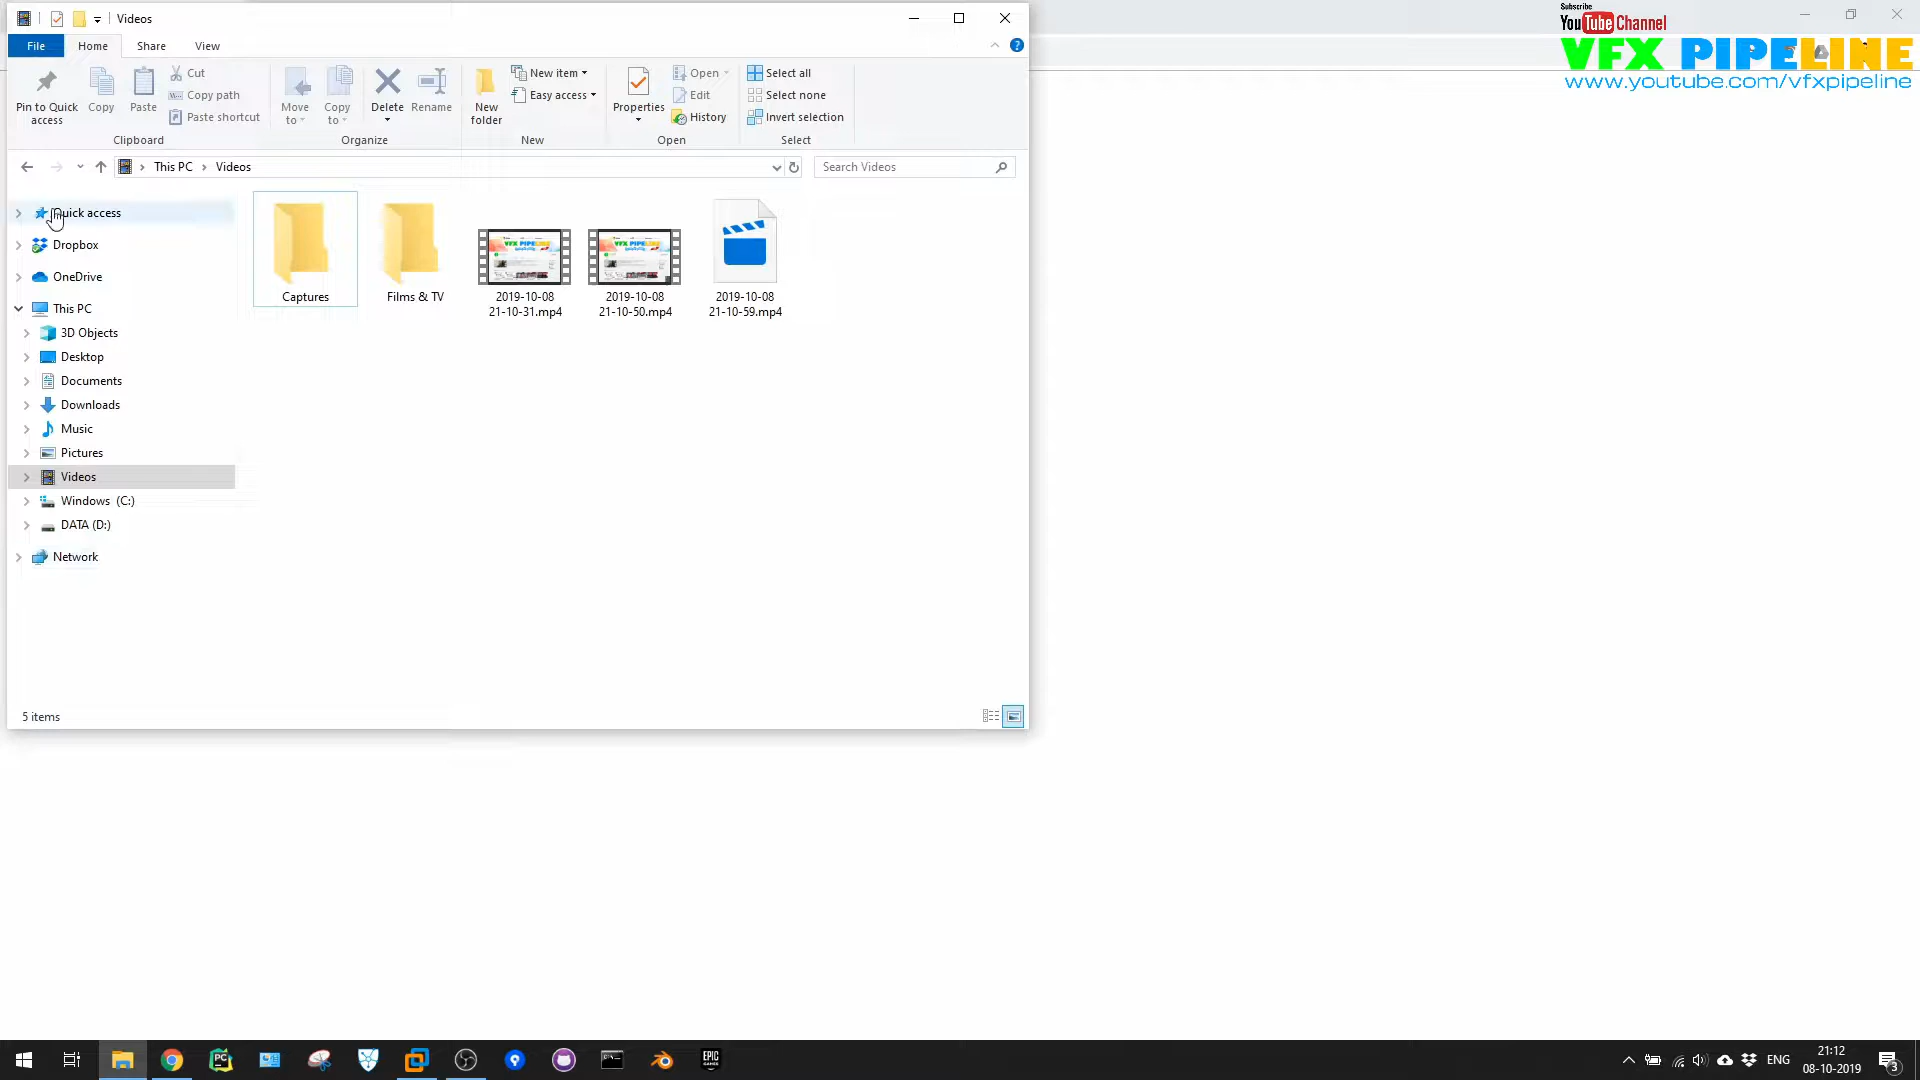 Videos
File
Home
Share
View
Pin to Quick
access
Copy
Paste
Cut
Copy path
Paste shortcut
Clipboard
Move
to
Copy
to
Delete
Rename
Organize
New
folder
New item
Easy access
New
Properties
Open
Edit
History
Open
Select all
Select none
Invert selection
Select
This PC > Videos
Search Videos
Quick access
Dropbox
OneDrive
This PC
3D Objects
Desktop
Documents
Downloads
Music
Pictures
Videos
Windows (C:)
DATA (D:)
Network
Captures
Films & TV
2019-10-08
21-10-31.mp4
2019-10-08
21-10-50.mp4
2019-10-08
21-10-59.mp4
5 items
Subscribe
YouTube Channel
VFX PIPELINE
www.youtube.com/vfxpipeline
PC
EPIC
GAMES
ENG
21:12
08-10-2019
3